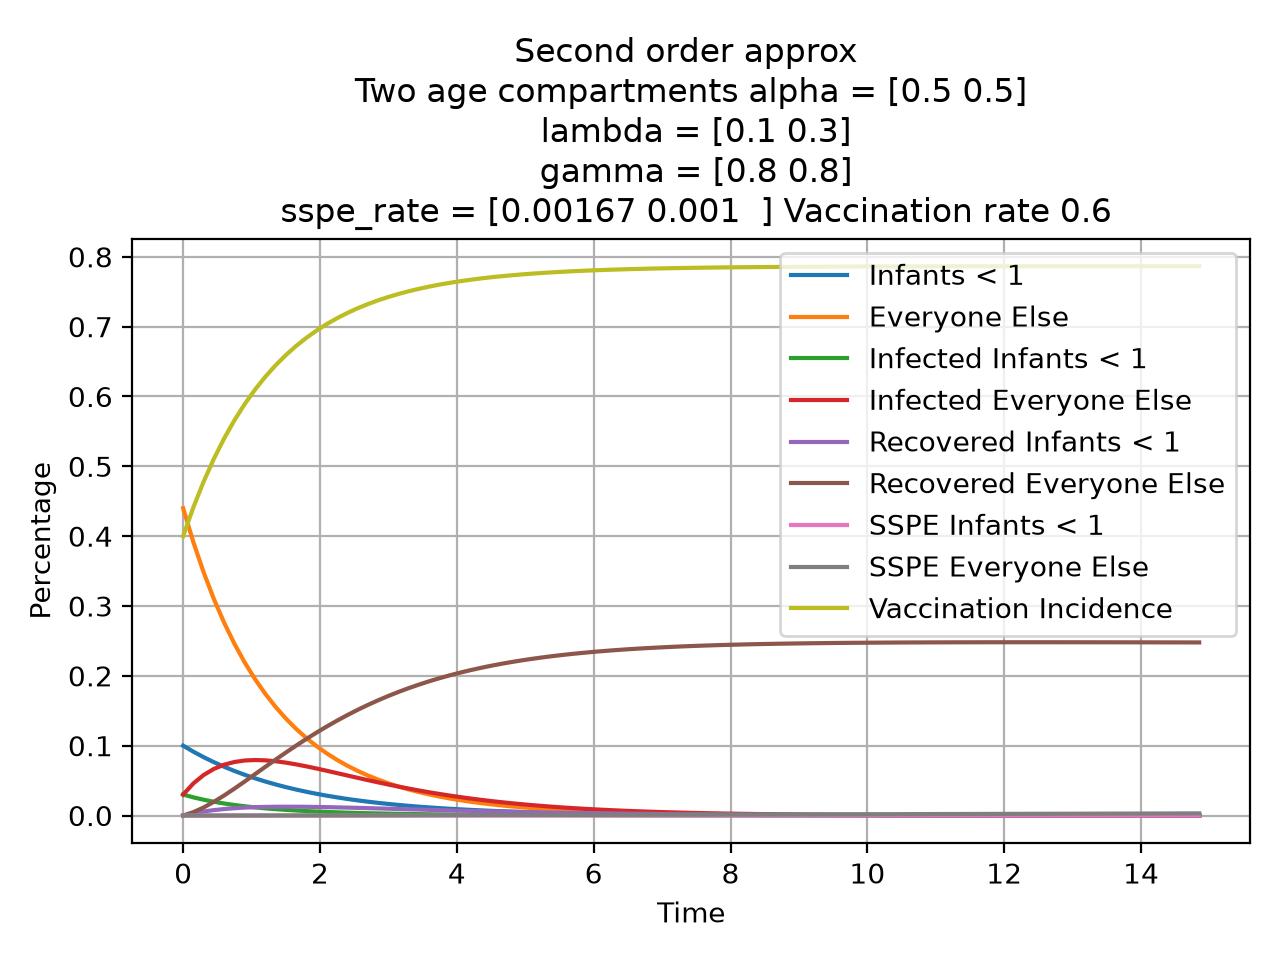 Second order approx
Two age compartments alpha = [0.5 0.5]
lambda = [0.1 0.3]
gamma = [0.8 0.8]
sspe_rate = [0.00167 0.001  ] Vaccination rate 0.6
0.8
0.7
0.6
0.5
0.4
0.3
0.2
0.1
0.0
Percentage
Infants < 1
Everyone Else
Infected Infants < 1
Infected Everyone Else
Recovered Infants < 1
Recovered Everyone Else
SSPE Infants < 1
SSPE Everyone Else
Vaccination Incidence
0 2 4 6 8 10 12 14
Time